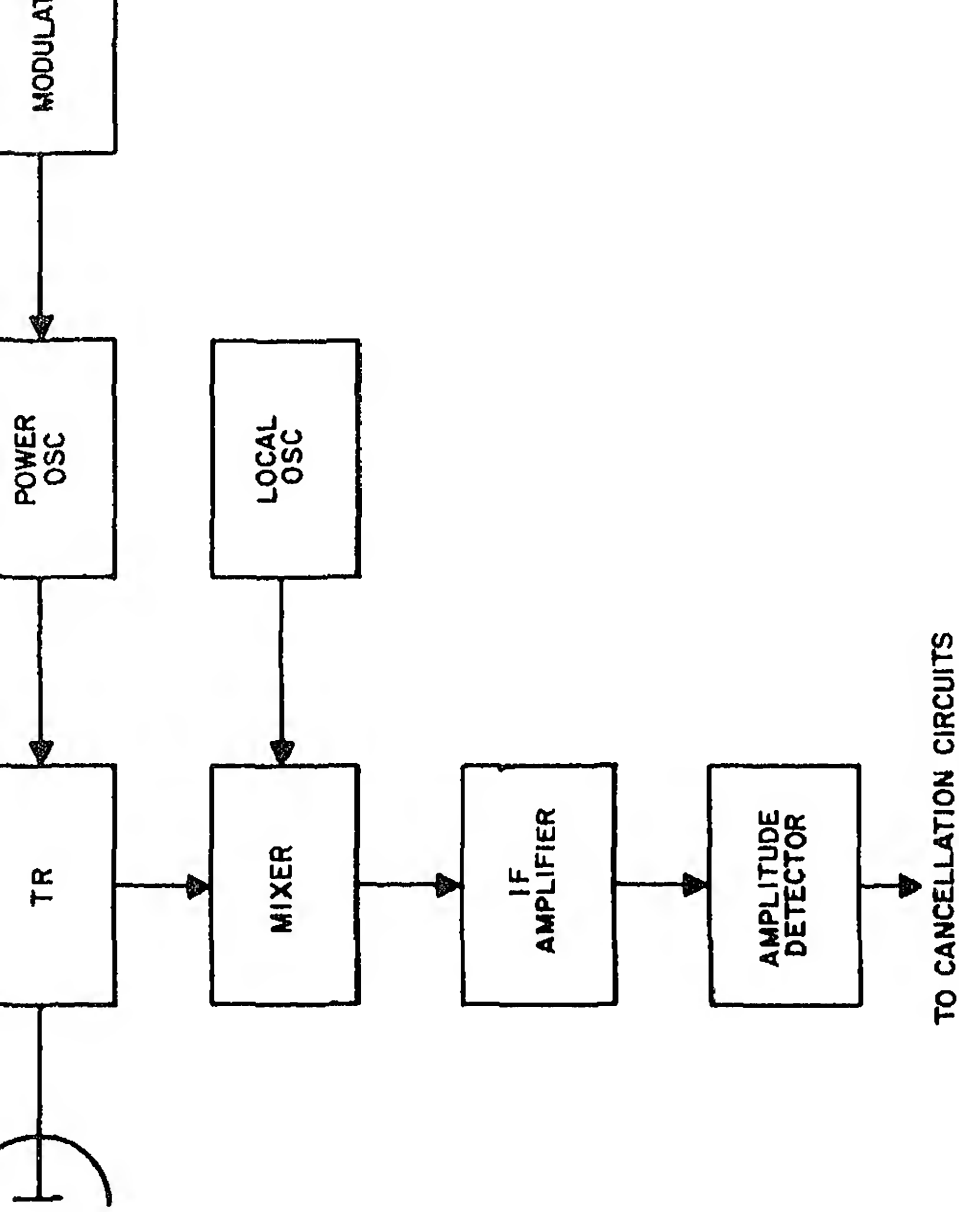 TR
POWER
OSC
MODULAT
MIXER
LOCAL
OSC
IF
AMPLIFIER
AMPLITUDE
DETECTOR
TO CANCELLATION CIRCUITS